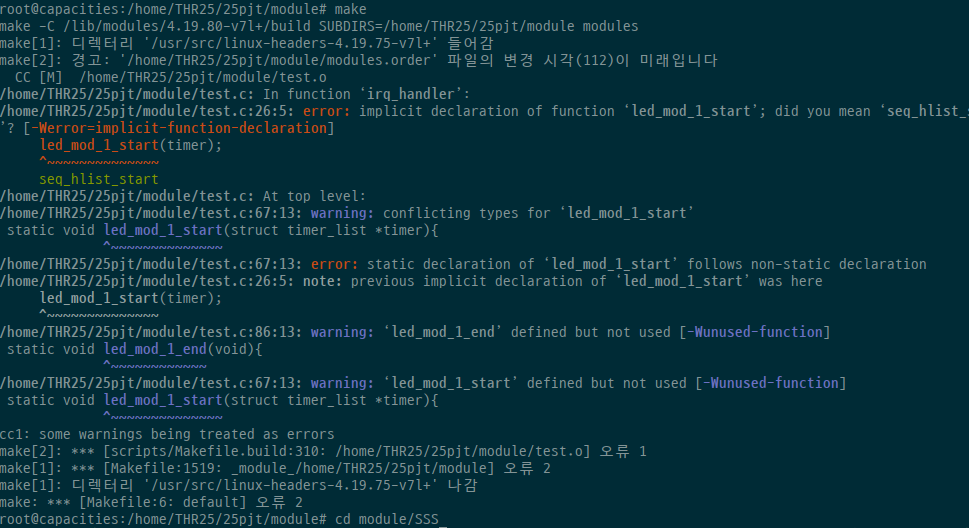 root@capacities:/home/THR25/25pjt/module# make
make -C /lib/modules/4.19.80-v7l+/build SUBDIRS=/home/THR25/25pjt/module modules
make[1]: 디렉터리 '/usr/src/linux-headers-4.19.75-v7l+' 들어감
make[2]: 경고: '/home/THR25/25pjt/module/modules.order' 파일의 변경 시각(112)이 미래입니다
  CC [M]  /home/THR25/25pjt/module/test.o
/home/THR25/25pjt/module/test.c: In function ‘irq_handler’:
/home/THR25/25pjt/module/test.c:26:5: error: implicit declaration of function ‘led_mod_1_start’; did you mean ‘seq_hlist_s
’? [-Werror=implicit-function-declaration]
     led_mod_1_start(timer);
     ^~~~~~~~~~~~~~~
     seq_hlist_start
/home/THR25/25pjt/module/test.c: At top level:
/home/THR25/25pjt/module/test.c:67:13: warning: conflicting types for ‘led_mod_1_start’
 static void led_mod_1_start(struct timer_list *timer){
             ^~~~~~~~~~~~~~~
/home/THR25/25pjt/module/test.c:67:13: error: static declaration of ‘led_mod_1_start’ follows non-static declaration
/home/THR25/25pjt/module/test.c:26:5: note: previous implicit declaration of ‘led_mod_1_start’ was here
     led_mod_1_start(timer);
     ^~~~~~~~~~~~~~~
/home/THR25/25pjt/module/test.c:86:13: warning: ‘led_mod_1_end’ defined but not used [-Wunused-function]
 static void led_mod_1_end(void){
             ^~~~~~~~~~~~~
/home/THR25/25pjt/module/test.c:67:13: warning: ‘led_mod_1_start’ defined but not used [-Wunused-function]
 static void led_mod_1_start(struct timer_list *timer){
             ^~~~~~~~~~~~~~~
cc1: some warnings being treated as errors
make[2]: *** [scripts/Makefile.build:310: /home/THR25/25pjt/module/test.o] 오류 1
make[1]: *** [Makefile:1519: _module_/home/THR25/25pjt/module] 오류 2
make[1]: 디렉터리 '/usr/src/linux-headers-4.19.75-v7l+' 나감
make: *** [Makefile:6: default] 오류 2
root@capacities:/home/THR25/25pjt/module# cd module/SSS_